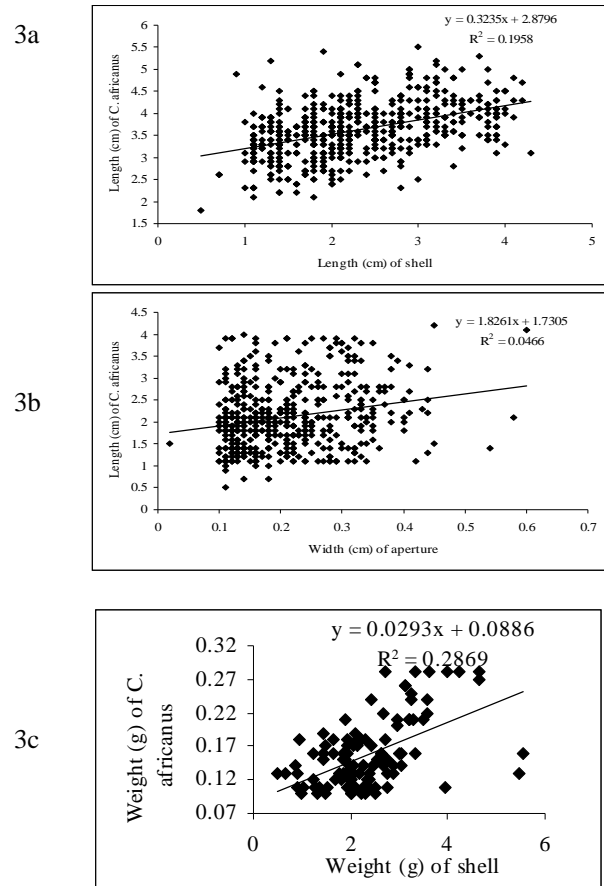 3a
y = 0.3235x + 2.8796
R² = 0.1958
6
5.5
5
4.5
4
3.5
3
2.5
2
1.5
Length (cm) of C. africanus
0 1 2 3 4 5
Length (cm) of shell
3b
y = 1.8261x + 1.7305
R² = 0.0466
4.5
4
3.5
3
2.5
2
1.5
1
0.5
0
Length (cm) of C. africanus
0 0.1 0.2 0.3 0.4 0.5 0.6 0.7
Width (cm) of aperture
3c
y = 0.0293x + 0.0886
R² = 0.2869
0.32
0.27
0.22
0.17
0.12
0.07
Weight (g) of C.
africanus
0 2 4 6
Weight (g) of shell